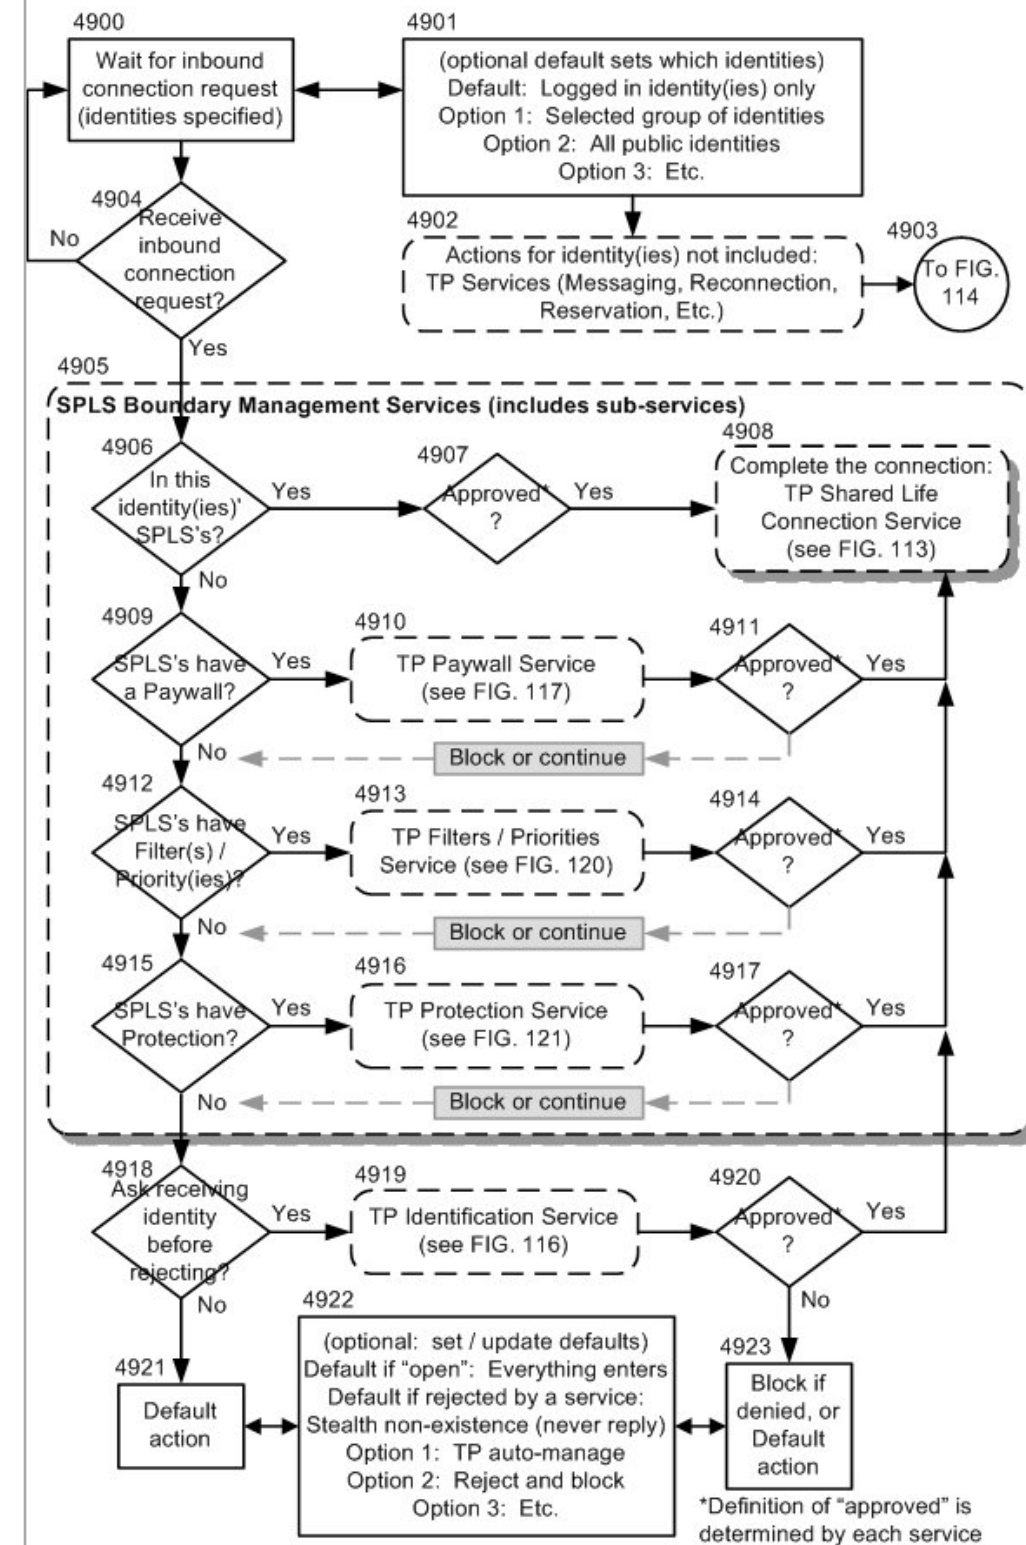 4900
Wait for inbound
connection request
(identities specified)
4901
(optional default sets which identities)
Default: Logged in identity(ies) only
Option 1: Selected group of identities
Option 2: All public identities
Option 3: Etc.
4904
Receive
inbound
connection
request?
No
Yes
4902
Actions for identity(ies) not included:
TP Services (Messaging, Reconnection,
Reservation, Etc.)
4903
To FIG.
114
4905
SPLS Boundary Management Services (includes sub-services)
4906
In this
identity(ies)'
SPLS's?
Yes
No
4907
Approved*
?
Yes
4908
Complete the connection:
TP Shared Life
Connection Service
(see FIG. 113)
4909
SPLS's have
a Paywall?
Yes
No
4910
TP Paywall Service
(see FIG. 117)
4911
Approved*
?
Yes
Block or continue
4912
SPLS's have
Filter(s) /
Priority(ies)?
Yes
No
4913
TP Filters / Priorities
Service (see FIG. 120)
4914
Approved*
?
Yes
Block or continue
4915
SPLS's have
Protection?
Yes
No
4916
TP Protection Service
(see FIG. 121)
4917
Approved*
?
Yes
Block or continue
4918
Ask receiving
identity
before
rejecting?
Yes
No
4919
TP Identification Service
(see FIG. 116)
4920
Approved*
?
Yes
No
4921
Default
action
4922
(optional: set / update defaults)
Default if “open”: Everything enters
Default if rejected by a service:
Stealth non-existence (never reply)
Option 1: TP auto-manage
Option 2: Reject and block
Option 3: Etc.
4923
Block if
denied, or
Default
action
*Definition of “approved” is
determined by each service